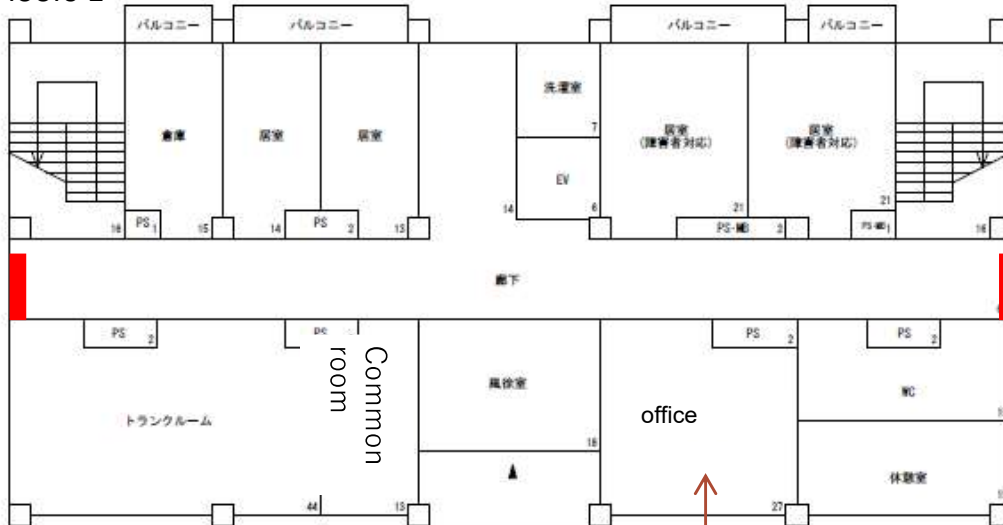 バルコニー
バルコニー
バルコニー
バルコニー
倉庫
居室
居室
洗濯室
7
居室
(障害者対応)
居室
(障害者対応)
EV
16
PS 1
15
14
PS 2
13
14
6
21
PS・MB 2
21
PS・MB 1
16
廊下
PS 2
PS 2
PS 2
トランクルーム
Common
room
風除室
18
office
WC
休憩室
44
13
27